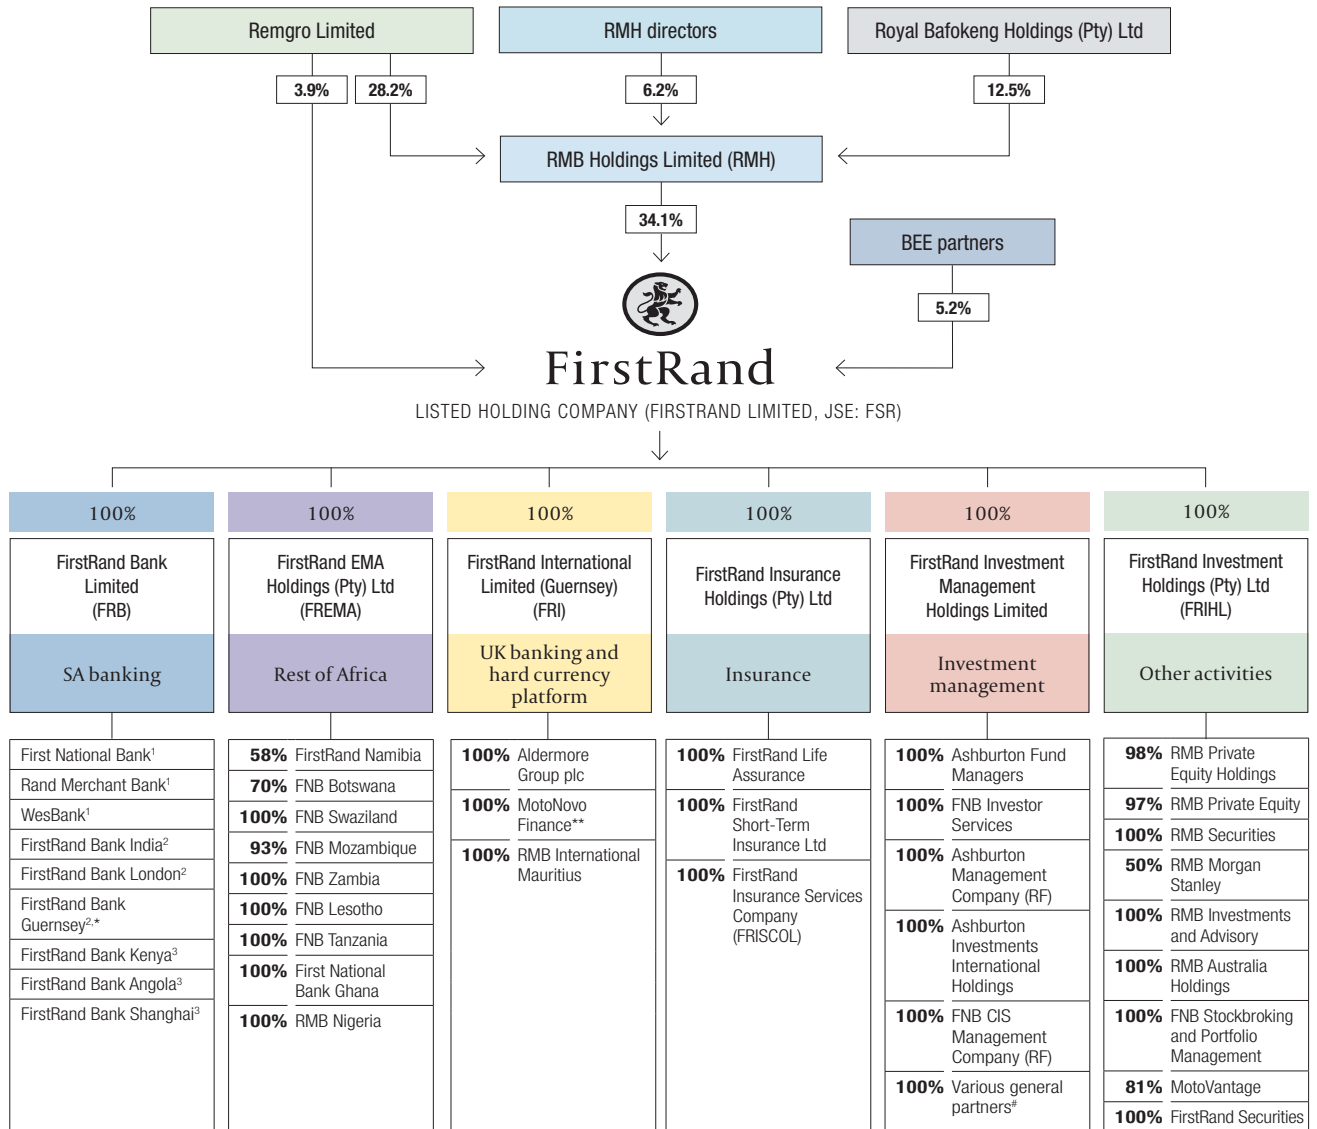 Remgro Limited
RMH directors
Royal Bafokeng Holdings (Pty) Ltd
3.9%
28.2%
6.2%
12.5%
RMB Holdings Limited (RMH)
34.1%
BEE partners
5.2%
FirstRand
LISTED HOLDING COMPANY (FIRSTRAND LIMITED, JSE: FSR)
100%
FirstRand Bank
Limited
(FRB)
SA banking
First National Bank¹
Rand Merchant Bank¹
WesBank¹
FirstRand Bank India²
FirstRand Bank London²
FirstRand Bank
Guernsey²,*
FirstRand Bank Kenya³
FirstRand Bank Angola³
FirstRand Bank Shanghai³
100%
FirstRand EMA
Holdings (Pty) Ltd
(FREMA)
Rest of Africa
58% FirstRand Namibia
70% FNB Botswana
100% FNB Swaziland
93% FNB Mozambique
100% FNB Zambia
100% FNB Lesotho
100% FNB Tanzania
100% First National
Bank Ghana
100% RMB Nigeria
100%
FirstRand International
Limited (Guernsey)
(FRI)
UK banking and
hard currency
platform
100% Aldermore
Group plc
100% MotoNovo
Finance**
100% RMB International
Mauritius
100%
FirstRand Insurance
Holdings (Pty) Ltd
Insurance
100% FirstRand Life
Assurance
100% FirstRand
Short-Term
Insurance Ltd
100% FirstRand
Insurance Services
Company
(FRISCOL)
100%
FirstRand Investment
Management
Holdings Limited
Investment
management
100% Ashburton Fund
Managers
100% FNB Investor
Services
100% Ashburton
Management
Company (RF)
100% Ashburton
Investments
International
Holdings
100% FNB CIS
Management
Company (RF)
100% Various general
partners#
100%
FirstRand Investment
Holdings (Pty) Ltd
(FRIHL)
Other activities
98% RMB Private
Equity Holdings
97% RMB Private Equity
100% RMB Securities
50% RMB Morgan
Stanley
100% RMB Investments
and Advisory
100% RMB Australia
Holdings
100% FNB Stockbroking
and Portfolio
Management
81% MotoVantage
100% FirstRand Securities